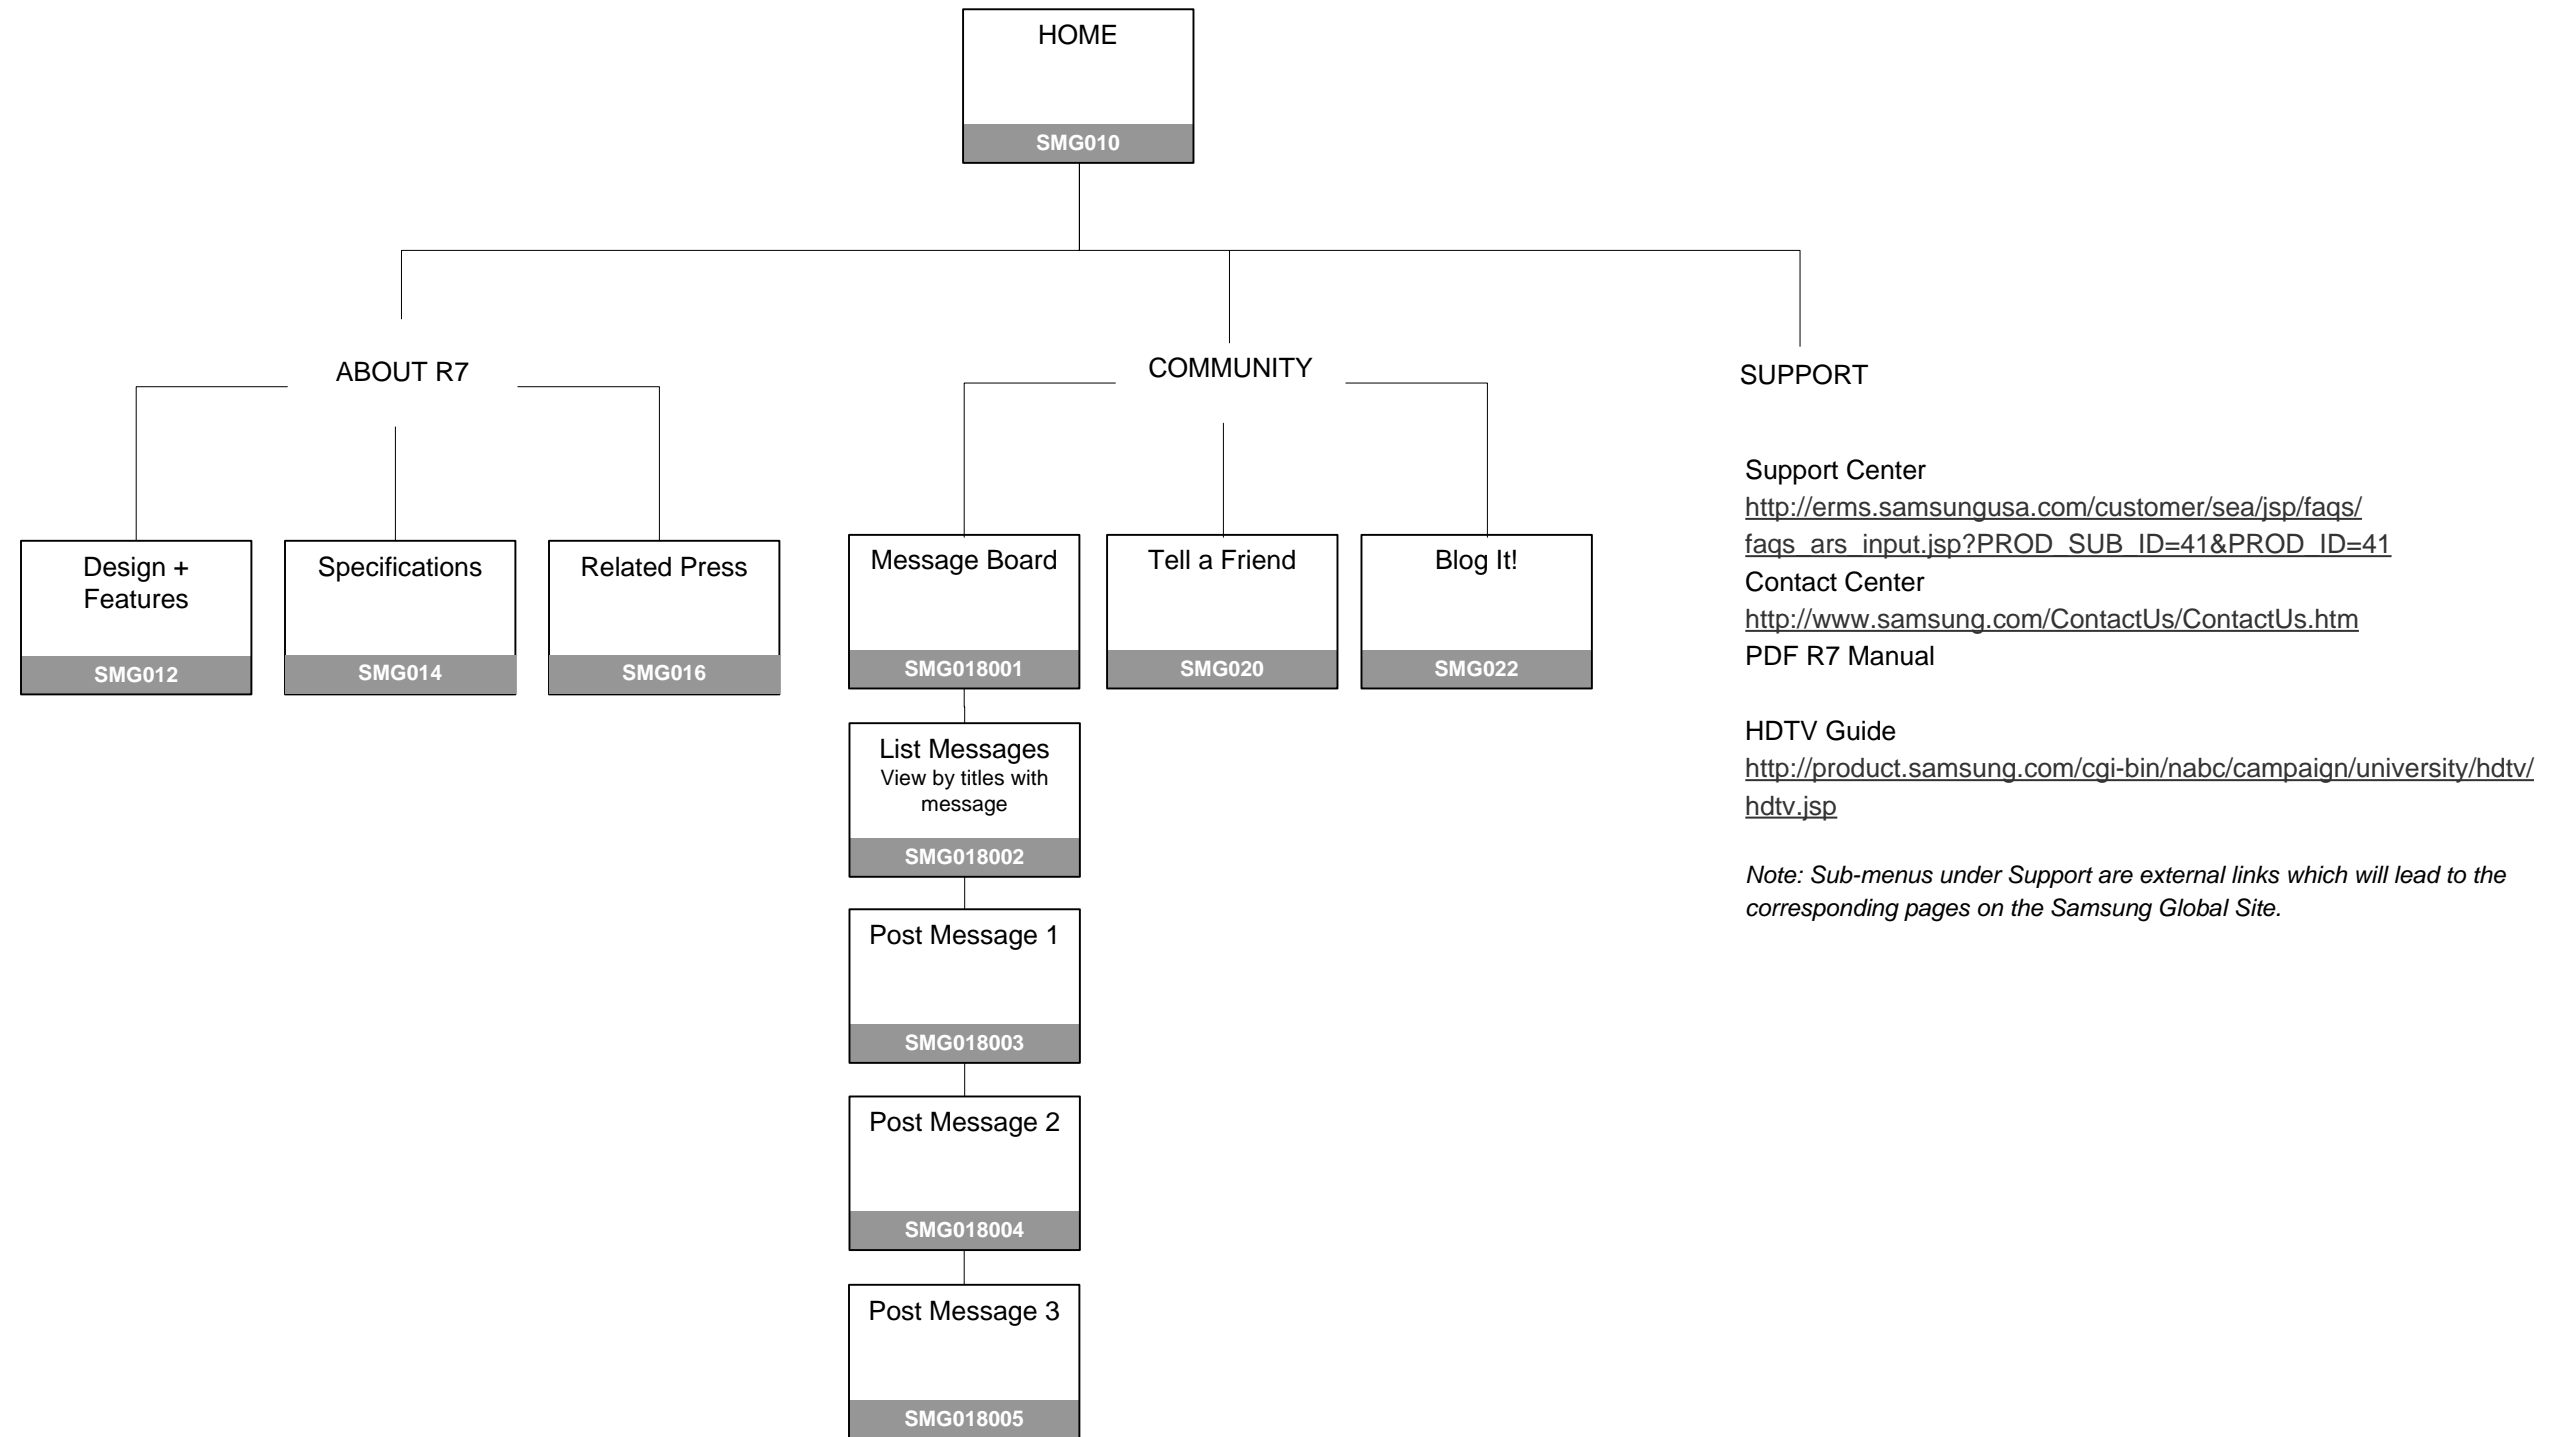 HOME
SMG010
ABOUT R7
COMMUNITY
SUPPORT
Design +
Features
SMG012
Specifications
SMG014
Related Press
SMG016
Message Board
SMG018001
Tell a Friend
SMG020
Blog It!
SMG022
List Messages
View by titles with
message
SMG018002
Post Message 1
SMG018003
Post Message 2
SMG018004
Post Message 3
SMG018005
Support Center
http://erms.samsungusa.com/customer/sea/jsp/faqs/
faqs_ars_input.jsp?PROD_SUB_ID=41&PROD_ID=41
Contact Center
http://www.samsung.com/ContactUs/ContactUs.htm
PDF R7 Manual
HDTV Guide
http://product.samsung.com/cgi-bin/nabc/campaign/university/hdtv/
hdtv.jsp
Note: Sub-menus under Support are external links which will lead to the
corresponding pages on the Samsung Global Site.